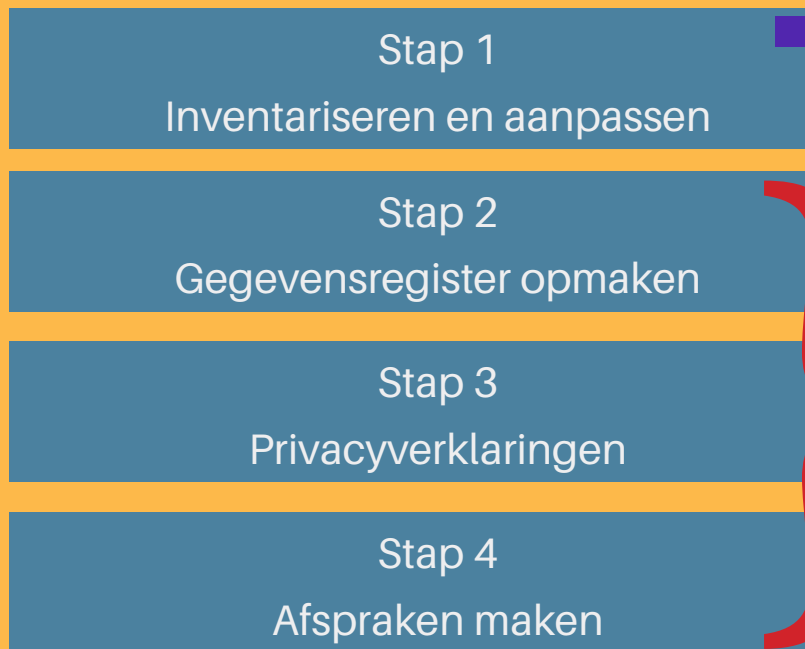 Stap 1
Inventariseren en aanpassen
Stap 2
Gegevensregister opmaken
Stap 3
Privacyverklaringen
Stap 4
Afspraken maken